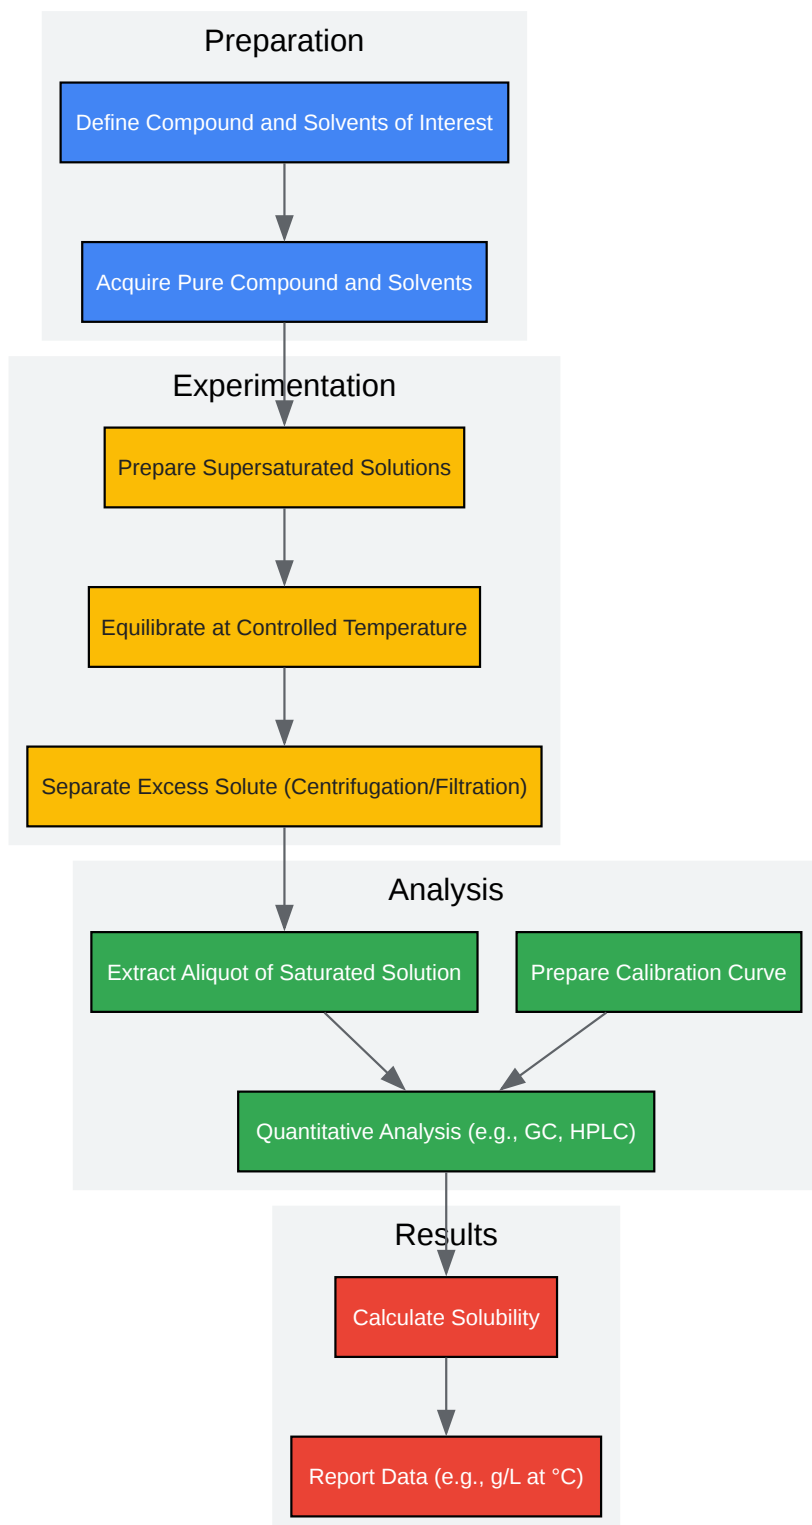 Preparation
Define Compound and Solvents of Interest
Acquire Pure Compound and Solvents
Experimentation
Prepare Supersaturated Solutions
Equilibrate at Controlled Temperature
Separate Excess Solute (Centrifugation/Filtration)
Analysis
Extract Aliquot of Saturated Solution
Prepare Calibration Curve
Quantitative Analysis (e.g., GC, HPLC)
Results
Calculate Solubility
Report Data (e.g., g/L at °C)